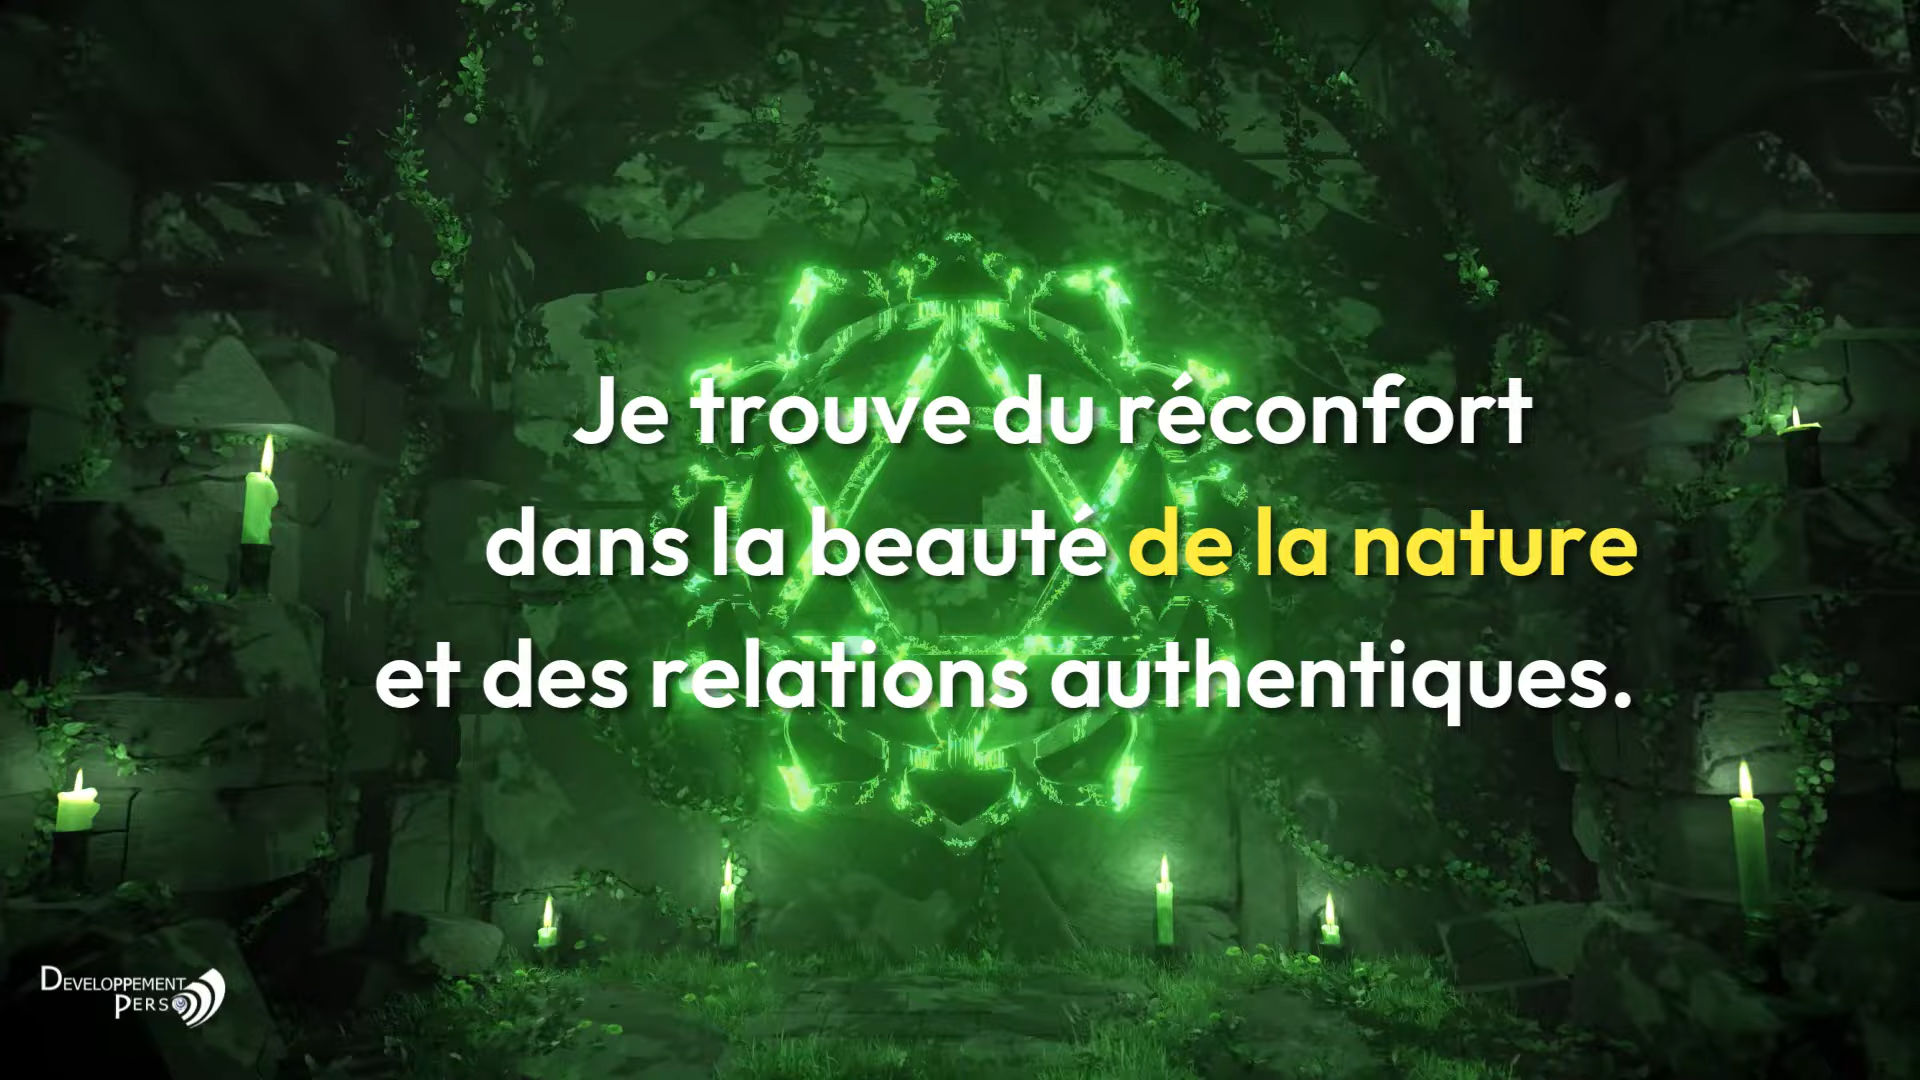 Je trouve du réconfort
dans la beauté de la nature
et des relations authentiques.
DEVELOPPEMENT
PERSO